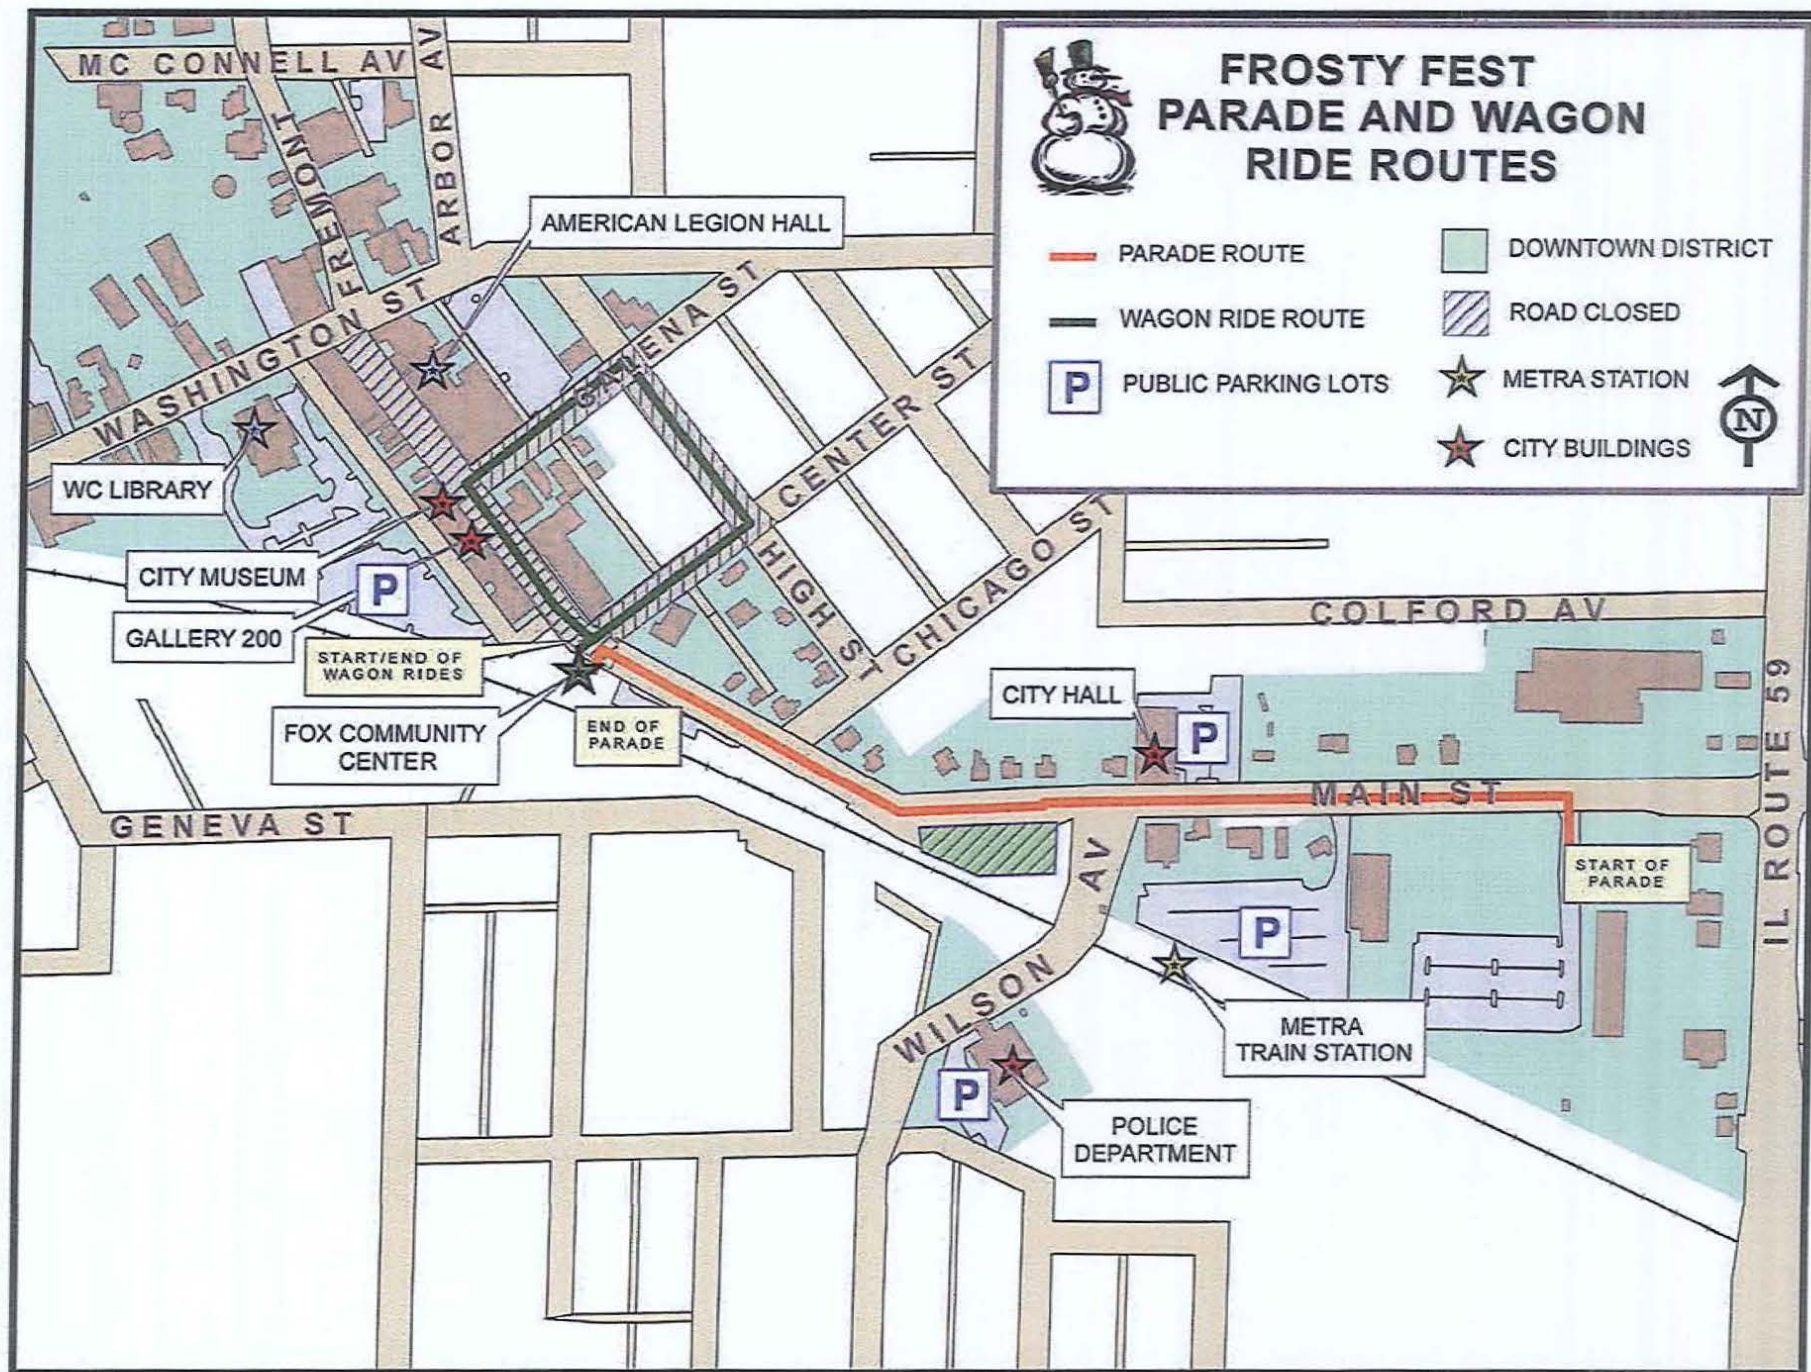 FROSTY FEST
PARADE AND WAGON
RIDE ROUTES
PARADE ROUTE
WAGON RIDE ROUTE
P PUBLIC PARKING LOTS
DOWNTOWN DISTRICT
ROAD CLOSED
METRA STATION
CITY BUILDINGS
N
MC CONNELL AV
ARBOR AV
FREMONT
AMERICAN LEGION HALL
WASHINGTON ST
GALENA ST
CENTER ST
WC LIBRARY
CITY MUSEUM
P
GALLERY 200
START/END OF
WAGON RIDES
HIGH ST
CHICAGO ST
COLFORD AV
FOX COMMUNITY
CENTER
END OF
PARADE
CITY HALL
P
IL ROUTE 59
MAIN ST
GENEVA ST
START OF
PARADE
WILSON AV
P
METRA
TRAIN STATION
P
POLICE
DEPARTMENT